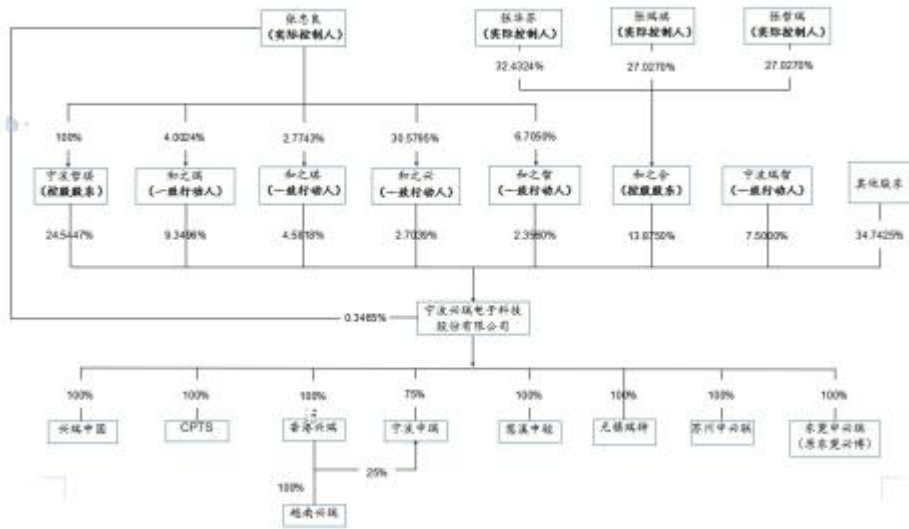 张忠良
(实际控制人)
张华芬
(实际控制人)
张瑞琪
(实际控制人)
张哲瑞
(实际控制人)
32.4324%
27.0270%
27.0270%
100%
4.0024%
2.7743%
30.5795%
6.7050%
宁波哲琪
(控股股东)
和之瑞
(一致行动人)
和之琪
(一致行动人)
和之兴
(一致行动人)
和之智
(一致行动人)
和之合
(控股股东)
宁波瑞智
(一致行动人)
其他股东
24.5447%
9.3496%
4.5818%
2.7039%
2.3560%
13.8750%
7.5000%
34.7425%
0.3465%
宁波兴瑞电子科技
股份有限公司
100%
100%
100%
75%
100%
100%
100%
100%
兴瑞中国
CPTS
香港兴瑞
宁波中瑞
慈溪中骏
无锡瑞特
苏州中兴联
东莞中兴瑞
(原东莞兴博)
25%
100%
越南兴瑞